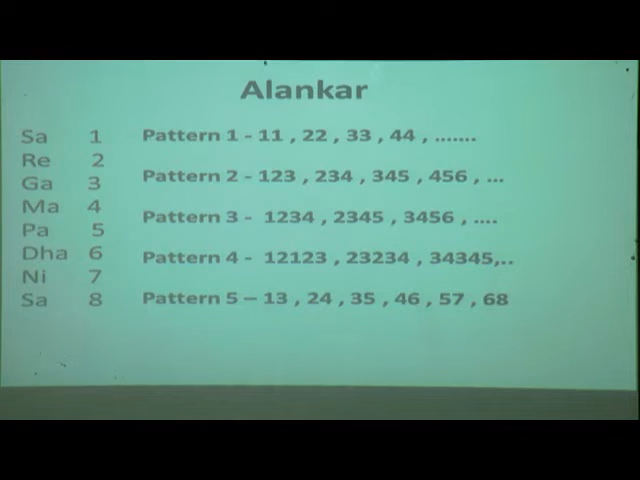 Alankar
Sa 1
Re 2
Ga 3
Ma 4
Pa 5
Dha 6
Ni 7
Sa 8
Pattern 1 - 11 , 22 , 33 , 44 , .......
Pattern 2 - 123 , 234 , 345 , 456 , ...
Pattern 3 - 1234 , 2345 , 3456 , ....
Pattern 4 - 12123 , 23234 , 34345,..
Pattern 5 – 13 , 24 , 35 , 46 , 57 , 68